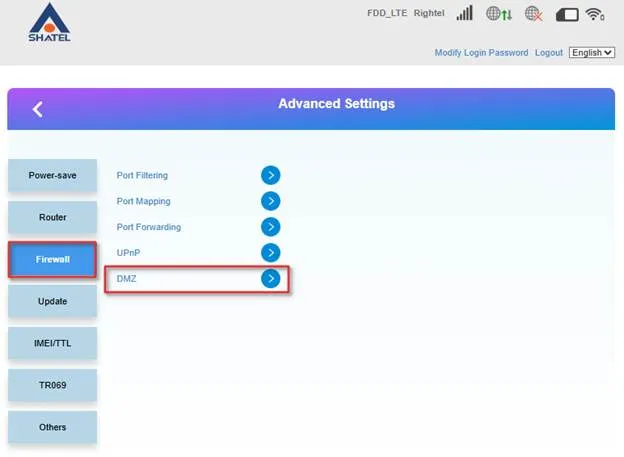 FDD_LTE Rightel
SHATEL
Modify Login Password Logout English
Advanced Settings
Power-save
Router
Firewall
Update
IMEI/TTL
TR069
Others
Port Filtering
Port Mapping
Port Forwarding
UPnP
DMZ